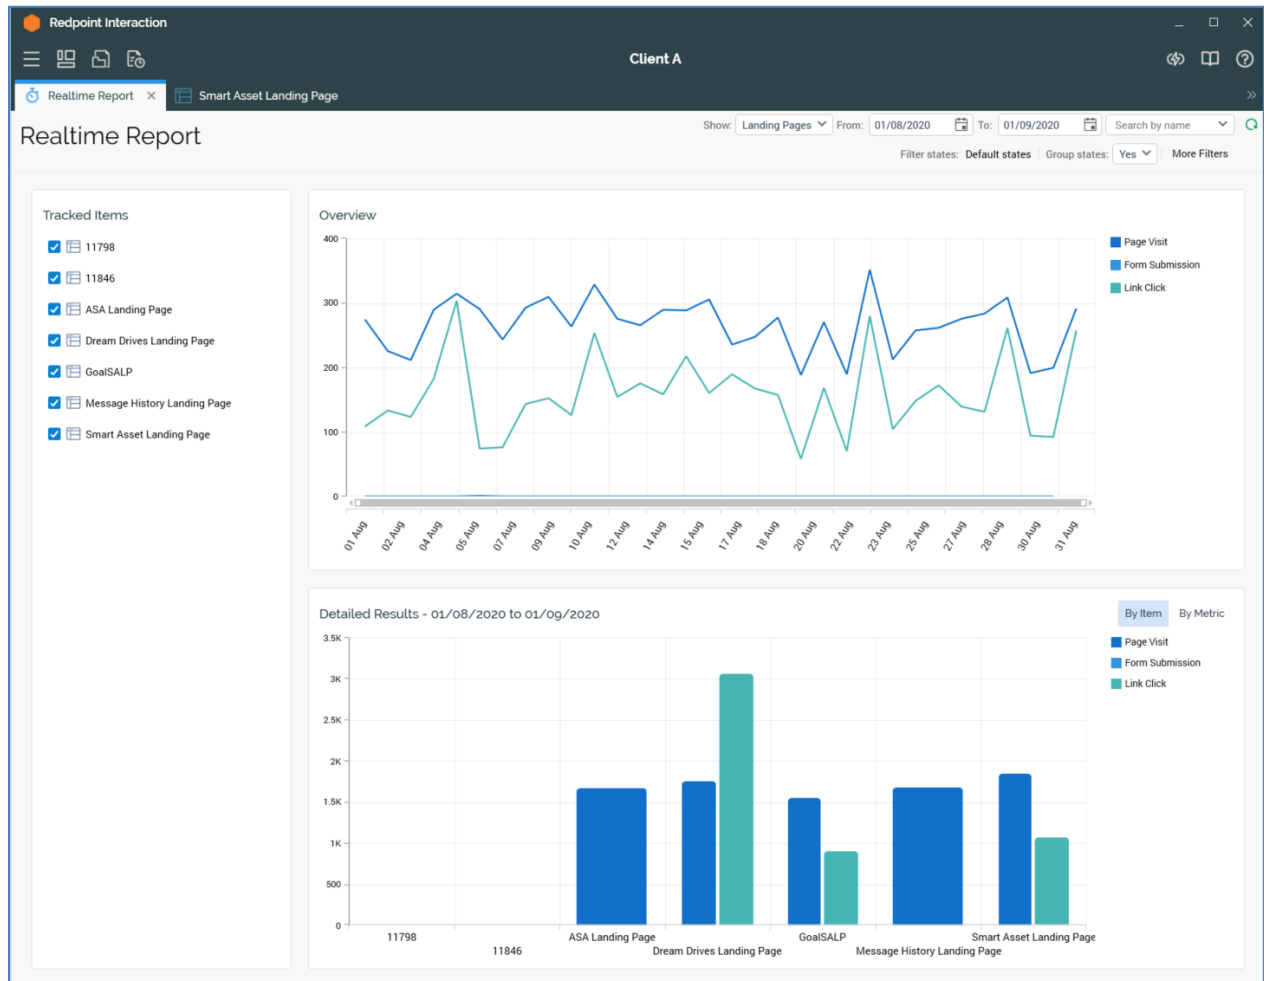 Redpoint Interaction
Client A
Realtime Report
Smart Asset Landing Page
Realtime Report
Show: Landing Pages From: 01/08/2020 To: 01/09/2020 Search by name
Filter states: Default states Group states: Yes More Filters
Tracked Items
11798
11846
ASA Landing Page
Dream Drives Landing Page
GoalSALP
Message History Landing Page
Smart Asset Landing Page
Overview
400
300
200
100
0
01 Aug 02 Aug 04 Aug 05 Aug 07 Aug 09 Aug 10 Aug 12 Aug 14 Aug 15 Aug 17 Aug 18 Aug 20 Aug 22 Aug 23 Aug 25 Aug 27 Aug 28 Aug 30 Aug 31 Aug
Page Visit
Form Submission
Link Click
Detailed Results - 01/08/2020 to 01/09/2020
By Item By Metric
3.5K
3K
2.5K
2K
1.5K
1K
500
0
11798 ASA Landing Page GoalSALP Smart Asset Landing Page
11846 Dream Drives Landing Page Message History Landing Page
Page Visit
Form Submission
Link Click